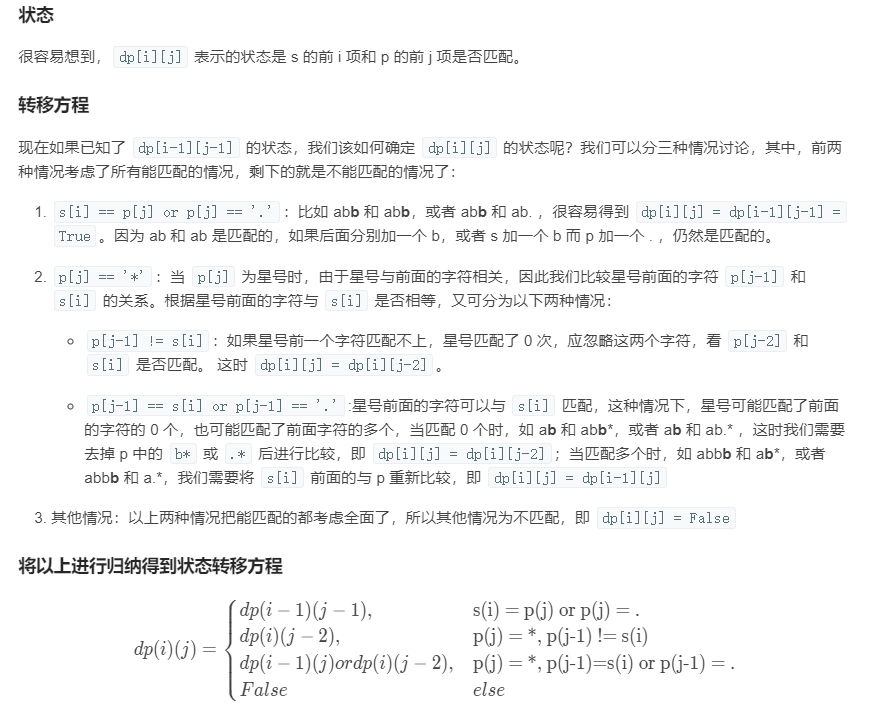 状态
很容易想到， dp[i][j] 表示的状态是 s 的前 i 项和 p 的前 j 项是否匹配。
转移方程
现在如果已知了 dp[i-1][j-1] 的状态，我们该如何确定 dp[i][j] 的状态呢？我们可以分三种情况讨论，其中，前两
种情况考虑了所有能匹配的情况，剩下的就是不能匹配的情况了：
1. s[i] == p[j] or p[j] == '.' ：比如 abb 和 abb，或者 abb 和 ab. ，很容易得到 dp[i][j] = dp[i-1][j-1] =
True 。因为 ab 和 ab 是匹配的，如果后面分别加一个 b，或者 s 加一个 b 而 p 加一个 . ，仍然是匹配的。
2. p[j] == '*' ：当 p[j] 为星号时，由于星号与前面的字符相关，因此我们比较星号前面的字符 p[j-1] 和
s[i] 的关系。根据星号前面的字符与 s[i] 是否相等，又可分为以下两种情况：
○ p[j-1] != s[i] ：如果星号前一个字符匹配不上，星号匹配了 0 次，应忽略这两个字符，看 p[j-2] 和
s[i] 是否匹配。 这时 dp[i][j] = dp[i][j-2] 。
○ p[j-1] == s[i] or p[j-1] == '.' :星号前面的字符可以与 s[i] 匹配，这种情况下，星号可能匹配了前面
的字符的 0 个，也可能匹配了前面字符的多个，当匹配 0 个时，如 ab 和 abb*，或者 ab 和 ab.* ，这时我们需要
去掉 p 中的 b* 或 .* 后进行比较，即 dp[i][j] = dp[i][j-2] ；当匹配多个时，如 abbb 和 ab*，或者
abbb 和 a.*，我们需要将 s[i] 前面的与 p 重新比较，即 dp[i][j] = dp[i-1][j]
3. 其他情况：以上两种情况把能匹配的都考虑全面了，所以其他情况为不匹配，即 dp[i][j] = False
将以上进行归纳得到状态转移方程
dp(i)(j) =
dp(i − 1)(j − 1), s(i) = p(j) or p(j) = .
dp(i)(j − 2), p(j) = *, p(j-1) != s(i)
dp(i − 1)(j)ordp(i)(j − 2), p(j) = *, p(j-1)=s(i) or p(j-1) = .
False else